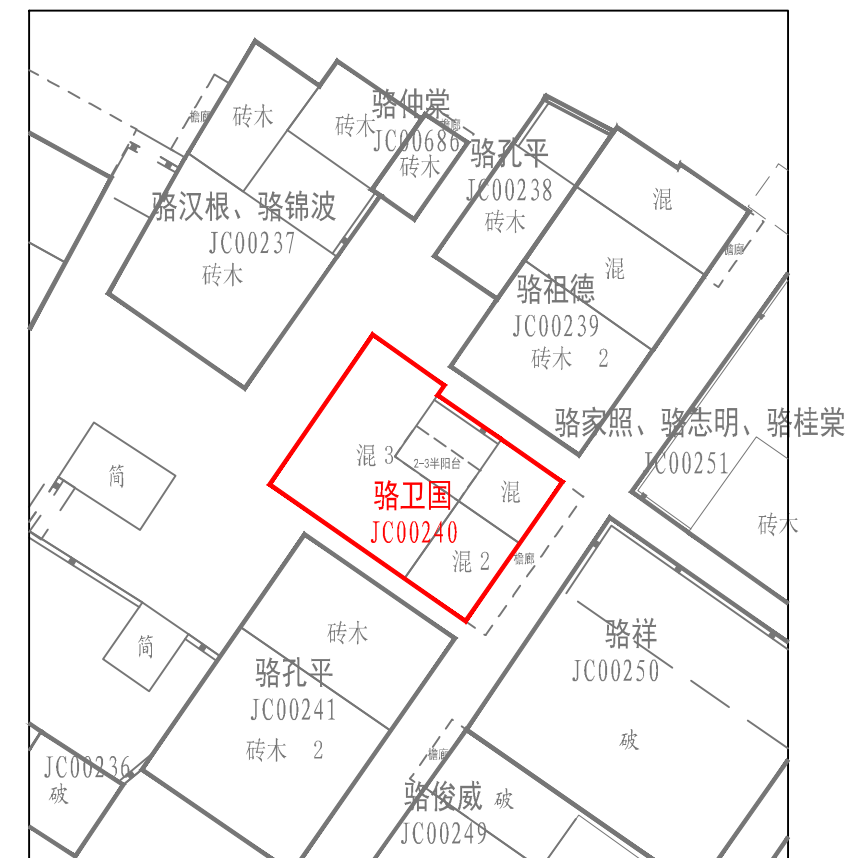 骆仲棠
砖木
檐廊
砖木
檐廊
JC00686
骆孔平
砖木
JC00238
混
骆汉根、骆锦波
砖木
JC00237
檐廊
砖木
混
骆祖德
JC00239
砖木 2
骆家照、骆志明、骆桂棠
混 3
2-3半阳台
JC00251
简
骆卫国
混
JC00240
砖木
混 2
檐廊
砖木
骆祥
简
骆孔平
JC00250
JC00241
砖木 2
破
檐廊
JC00236
破
骆俊威
破
JC00249